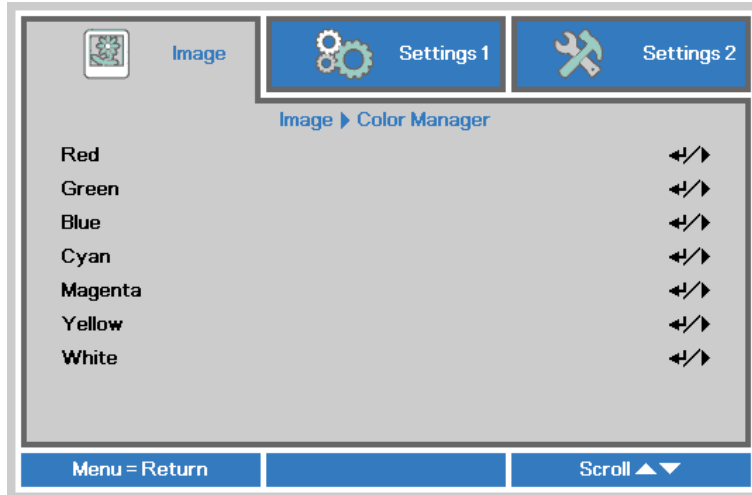 Image Settings 1 Settings 2
Image ▶ Color Manager
Red
Green
Blue
Cyan
Magenta
Yellow
White
Menu = Return Scroll ▲▼